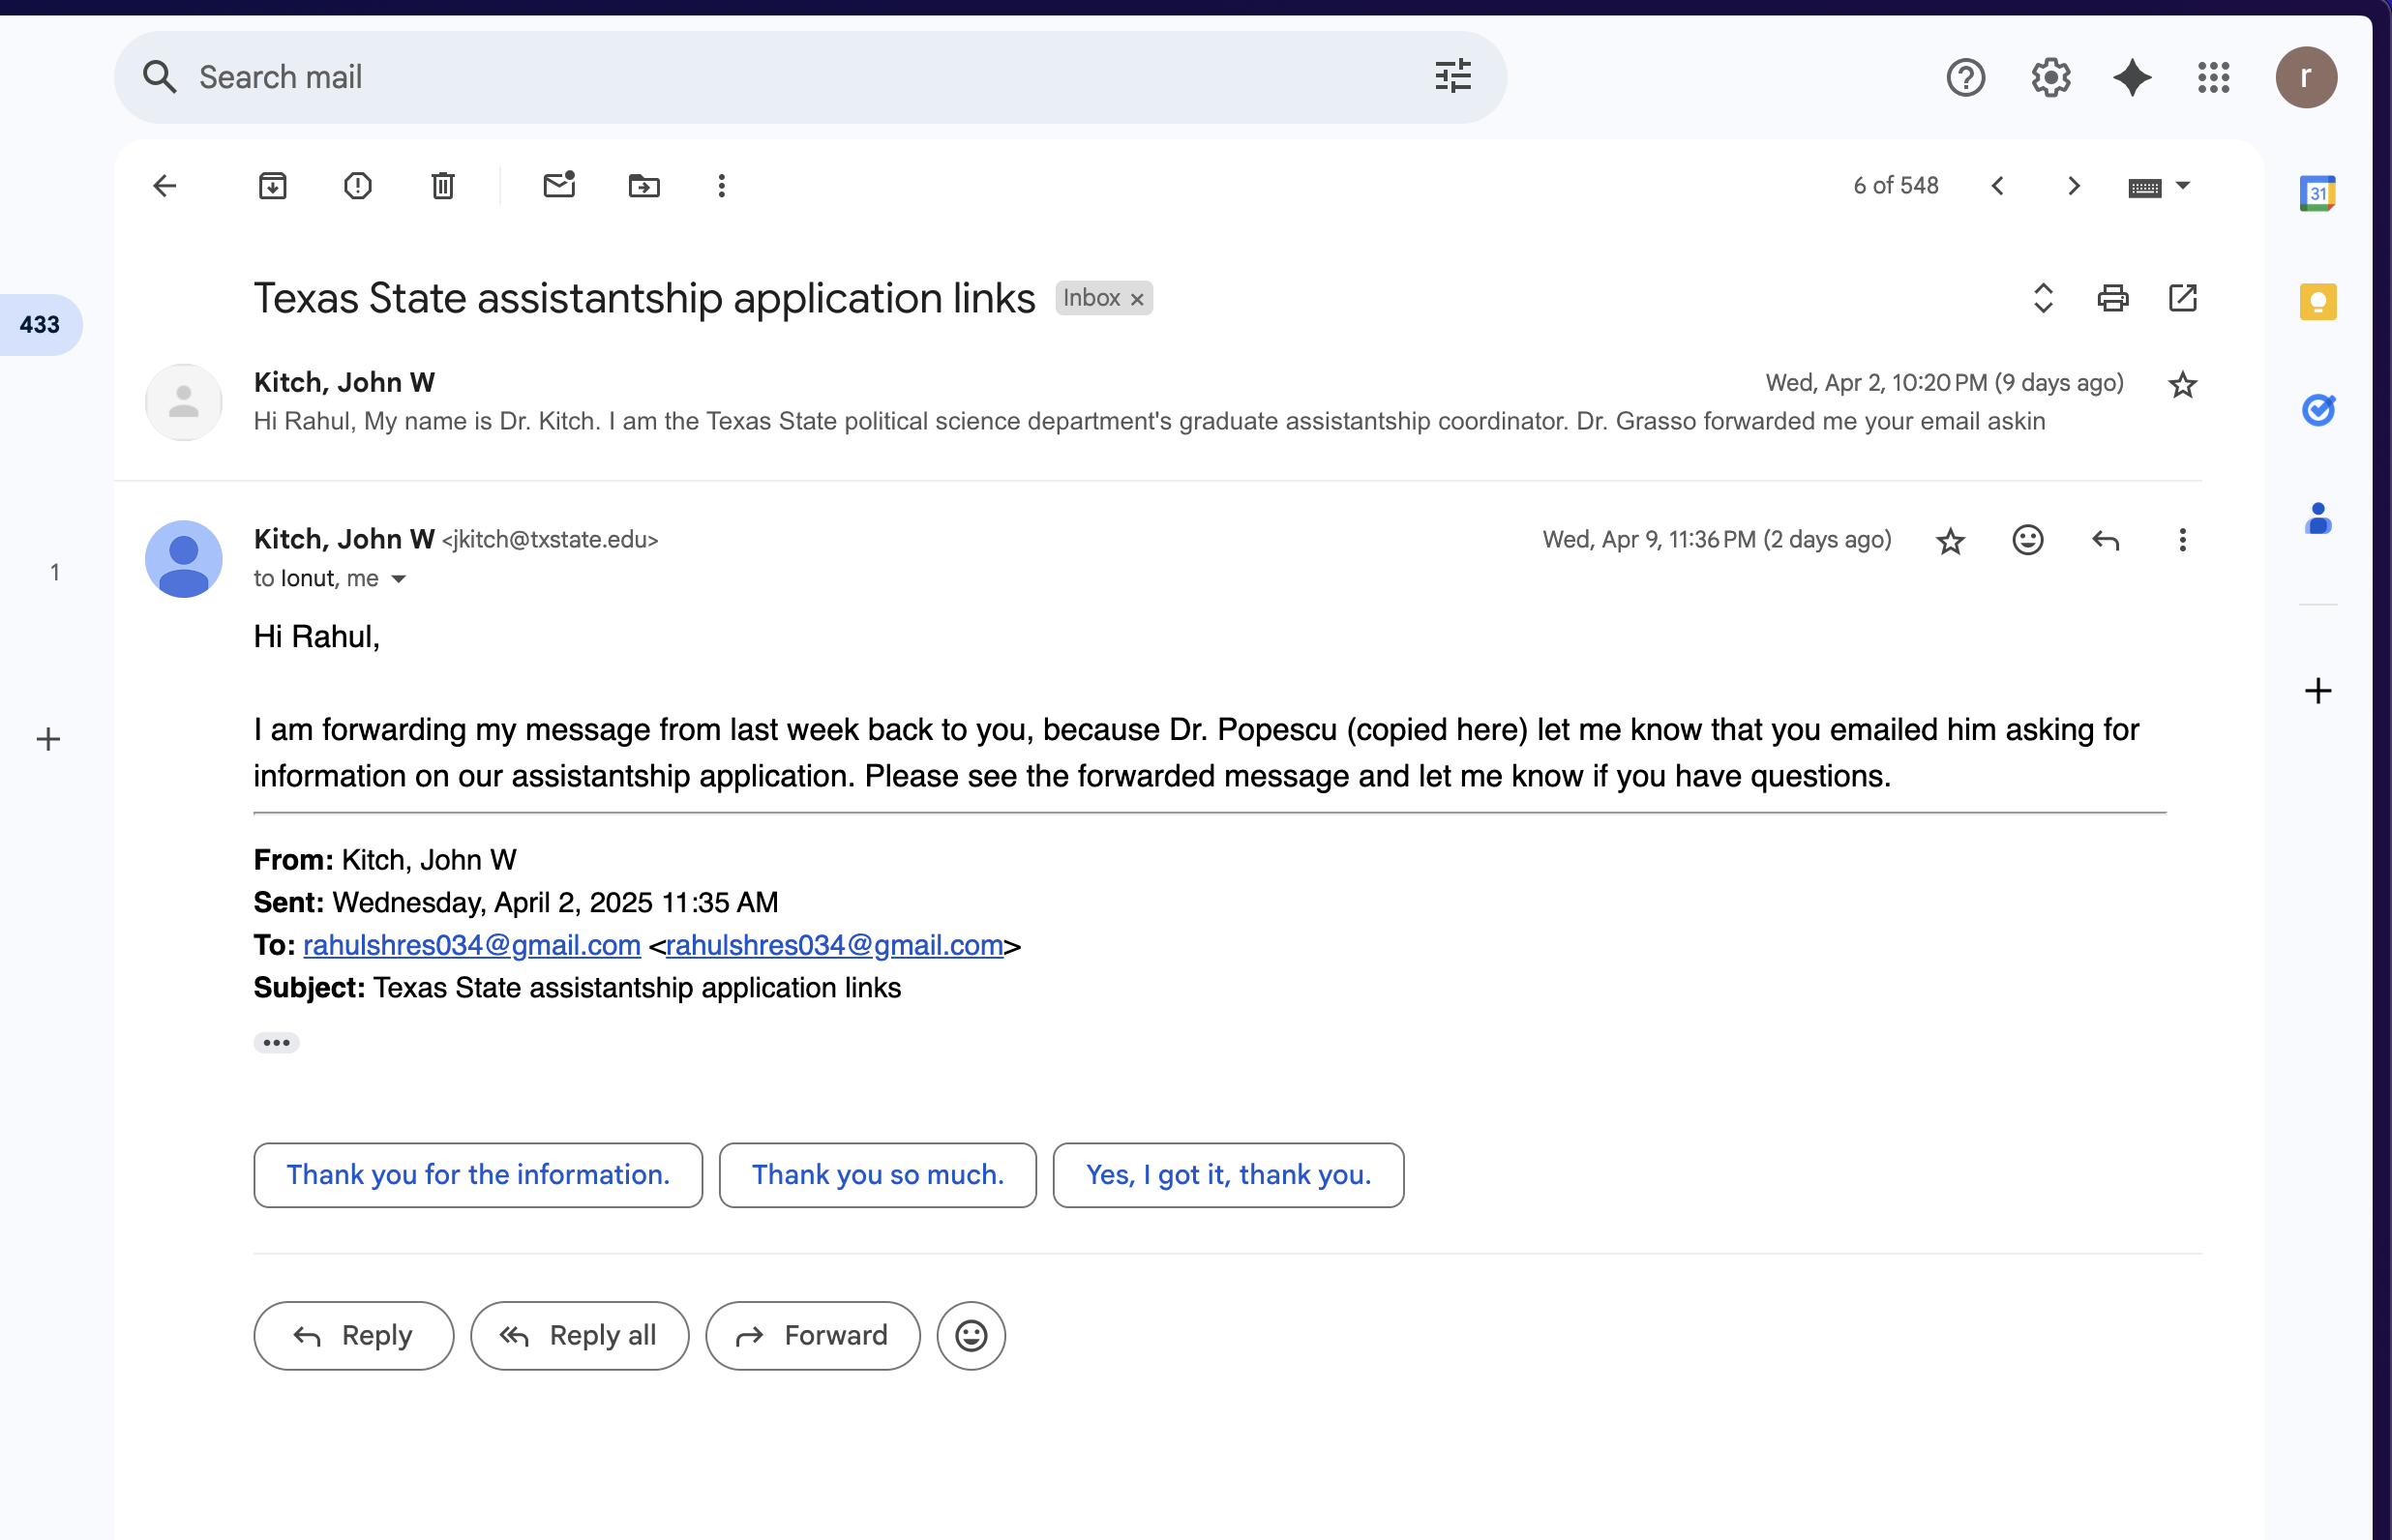 Search mail
r
6 of 548
31
433
Texas State assistantship application links Inbox ×
Kitch, John W
Wed, Apr 2, 10:20 PM (9 days ago)
Hi Rahul, My name is Dr. Kitch. I am the Texas State political science department's graduate assistantship coordinator. Dr. Grasso forwarded me your email askin
Kitch, John W <jkitch@txstate.edu>
Wed, Apr 9, 11:36 PM (2 days ago)
to Ionut, me
1
Hi Rahul,
I am forwarding my message from last week back to you, because Dr. Popescu (copied here) let me know that you emailed him asking for
information on our assistantship application. Please see the forwarded message and let me know if you have questions.
From: Kitch, John W
Sent: Wednesday, April 2, 2025 11:35 AM
To: rahulshres034@gmail.com <rahulshres034@gmail.com>
Subject: Texas State assistantship application links
Thank you for the information.
Thank you so much.
Yes, I got it, thank you.
Reply
Reply all
Forward